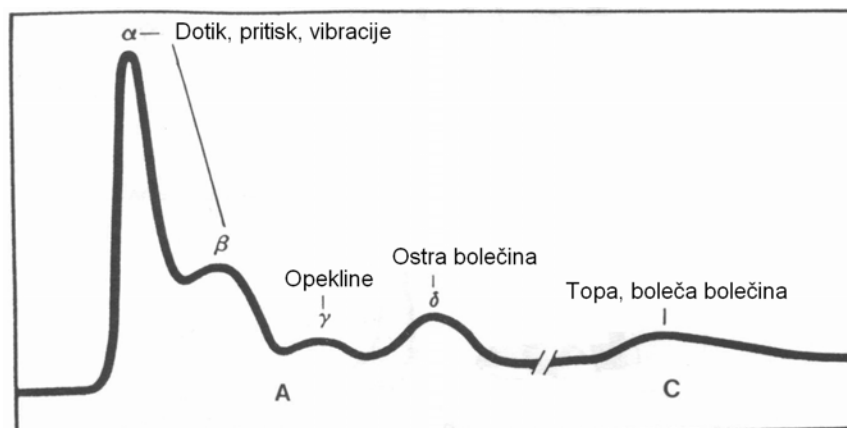 α— Dotik, pritisk, vibracije
β
Opekline
γ
Ostra bolečina
δ
Topa, boleča bolečina
A
C